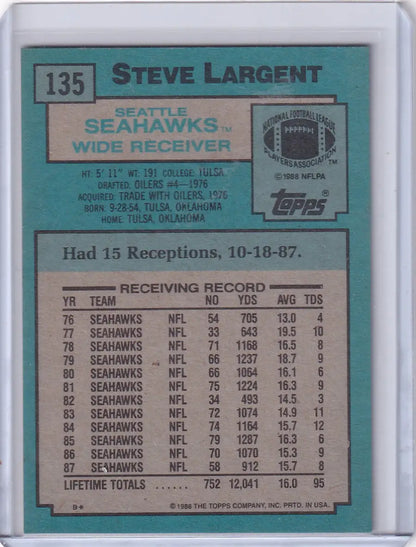 135
STEVE LARGENT
SEATTLE
SEAHAWKS™
WIDE RECEIVER
NATIONAL FOOTBALL LEAGUE
PLAYERS ASSOCIATION™
©1988 NFLPA
TOPPS®
HT: 5' 11" WT: 191 COLLEGE: TULSA
DRAFTED: OILERS #4-1976
ACQUIRED: TRADE WITH OILERS, 1976
BORN: 9-28-54, TULSA, OKLAHOMA
HOME: TULSA, OKLAHOMA
Had 15 Receptions, 10-18-87.
RECEIVING RECORD
YR TEAM NO YDS AVG TDS
76 SEAHAWKS NFL 54 705 13.0 4
77 SEAHAWKS NFL 33 643 19.5 10
78 SEAHAWKS NFL 71 1168 16.5 8
79 SEAHAWKS NFL 66 1237 18.7 9
80 SEAHAWKS NFL 66 1064 16.1 6
81 SEAHAWKS NFL 75 1224 16.3 9
82 SEAHAWKS NFL 34 493 14.5 3
83 SEAHAWKS NFL 72 1074 14.9 11
84 SEAHAWKS NFL 74 1164 15.7 12
85 SEAHAWKS NFL 79 1287 16.3 6
86 SEAHAWKS NFL 70 1070 15.3 9
87 SEAHAWKS NFL 58 912 15.7 8
LIFETIME TOTALS ...... 752 12,041 16.0 95
©1988 THE TOPPS COMPANY, INC. PRTD. IN USA.